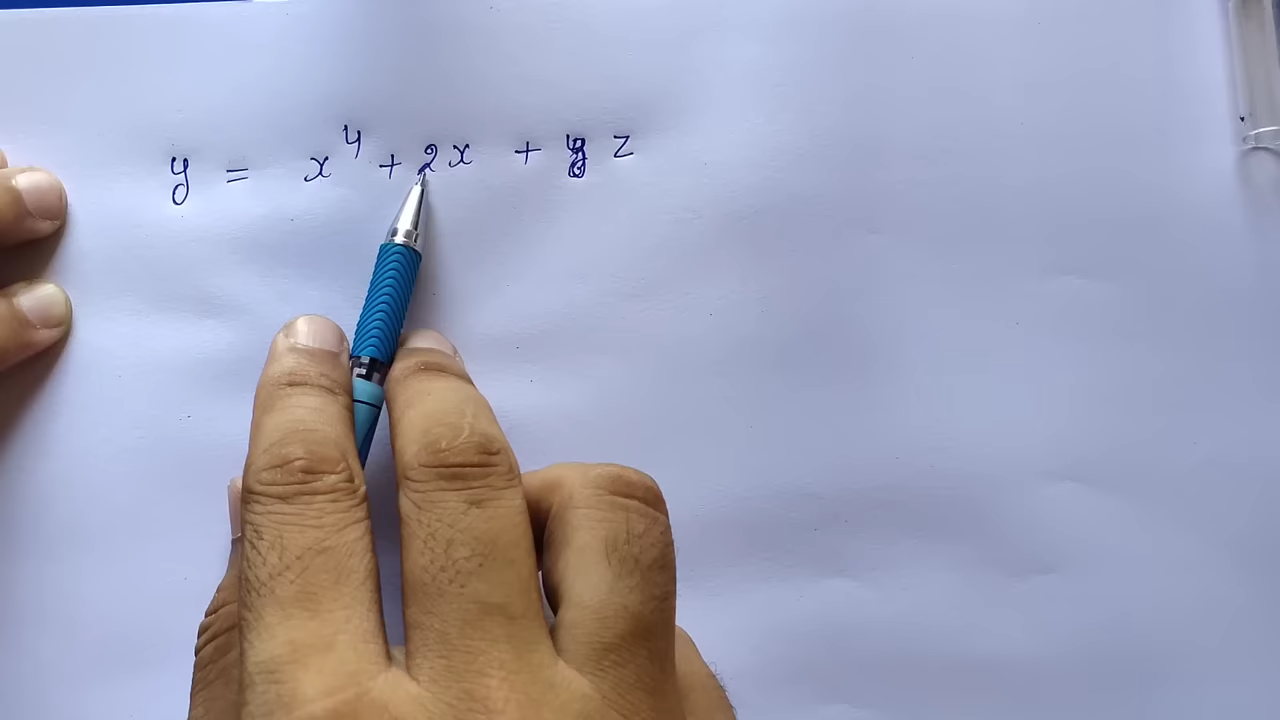 y = x⁴ + 2x + z